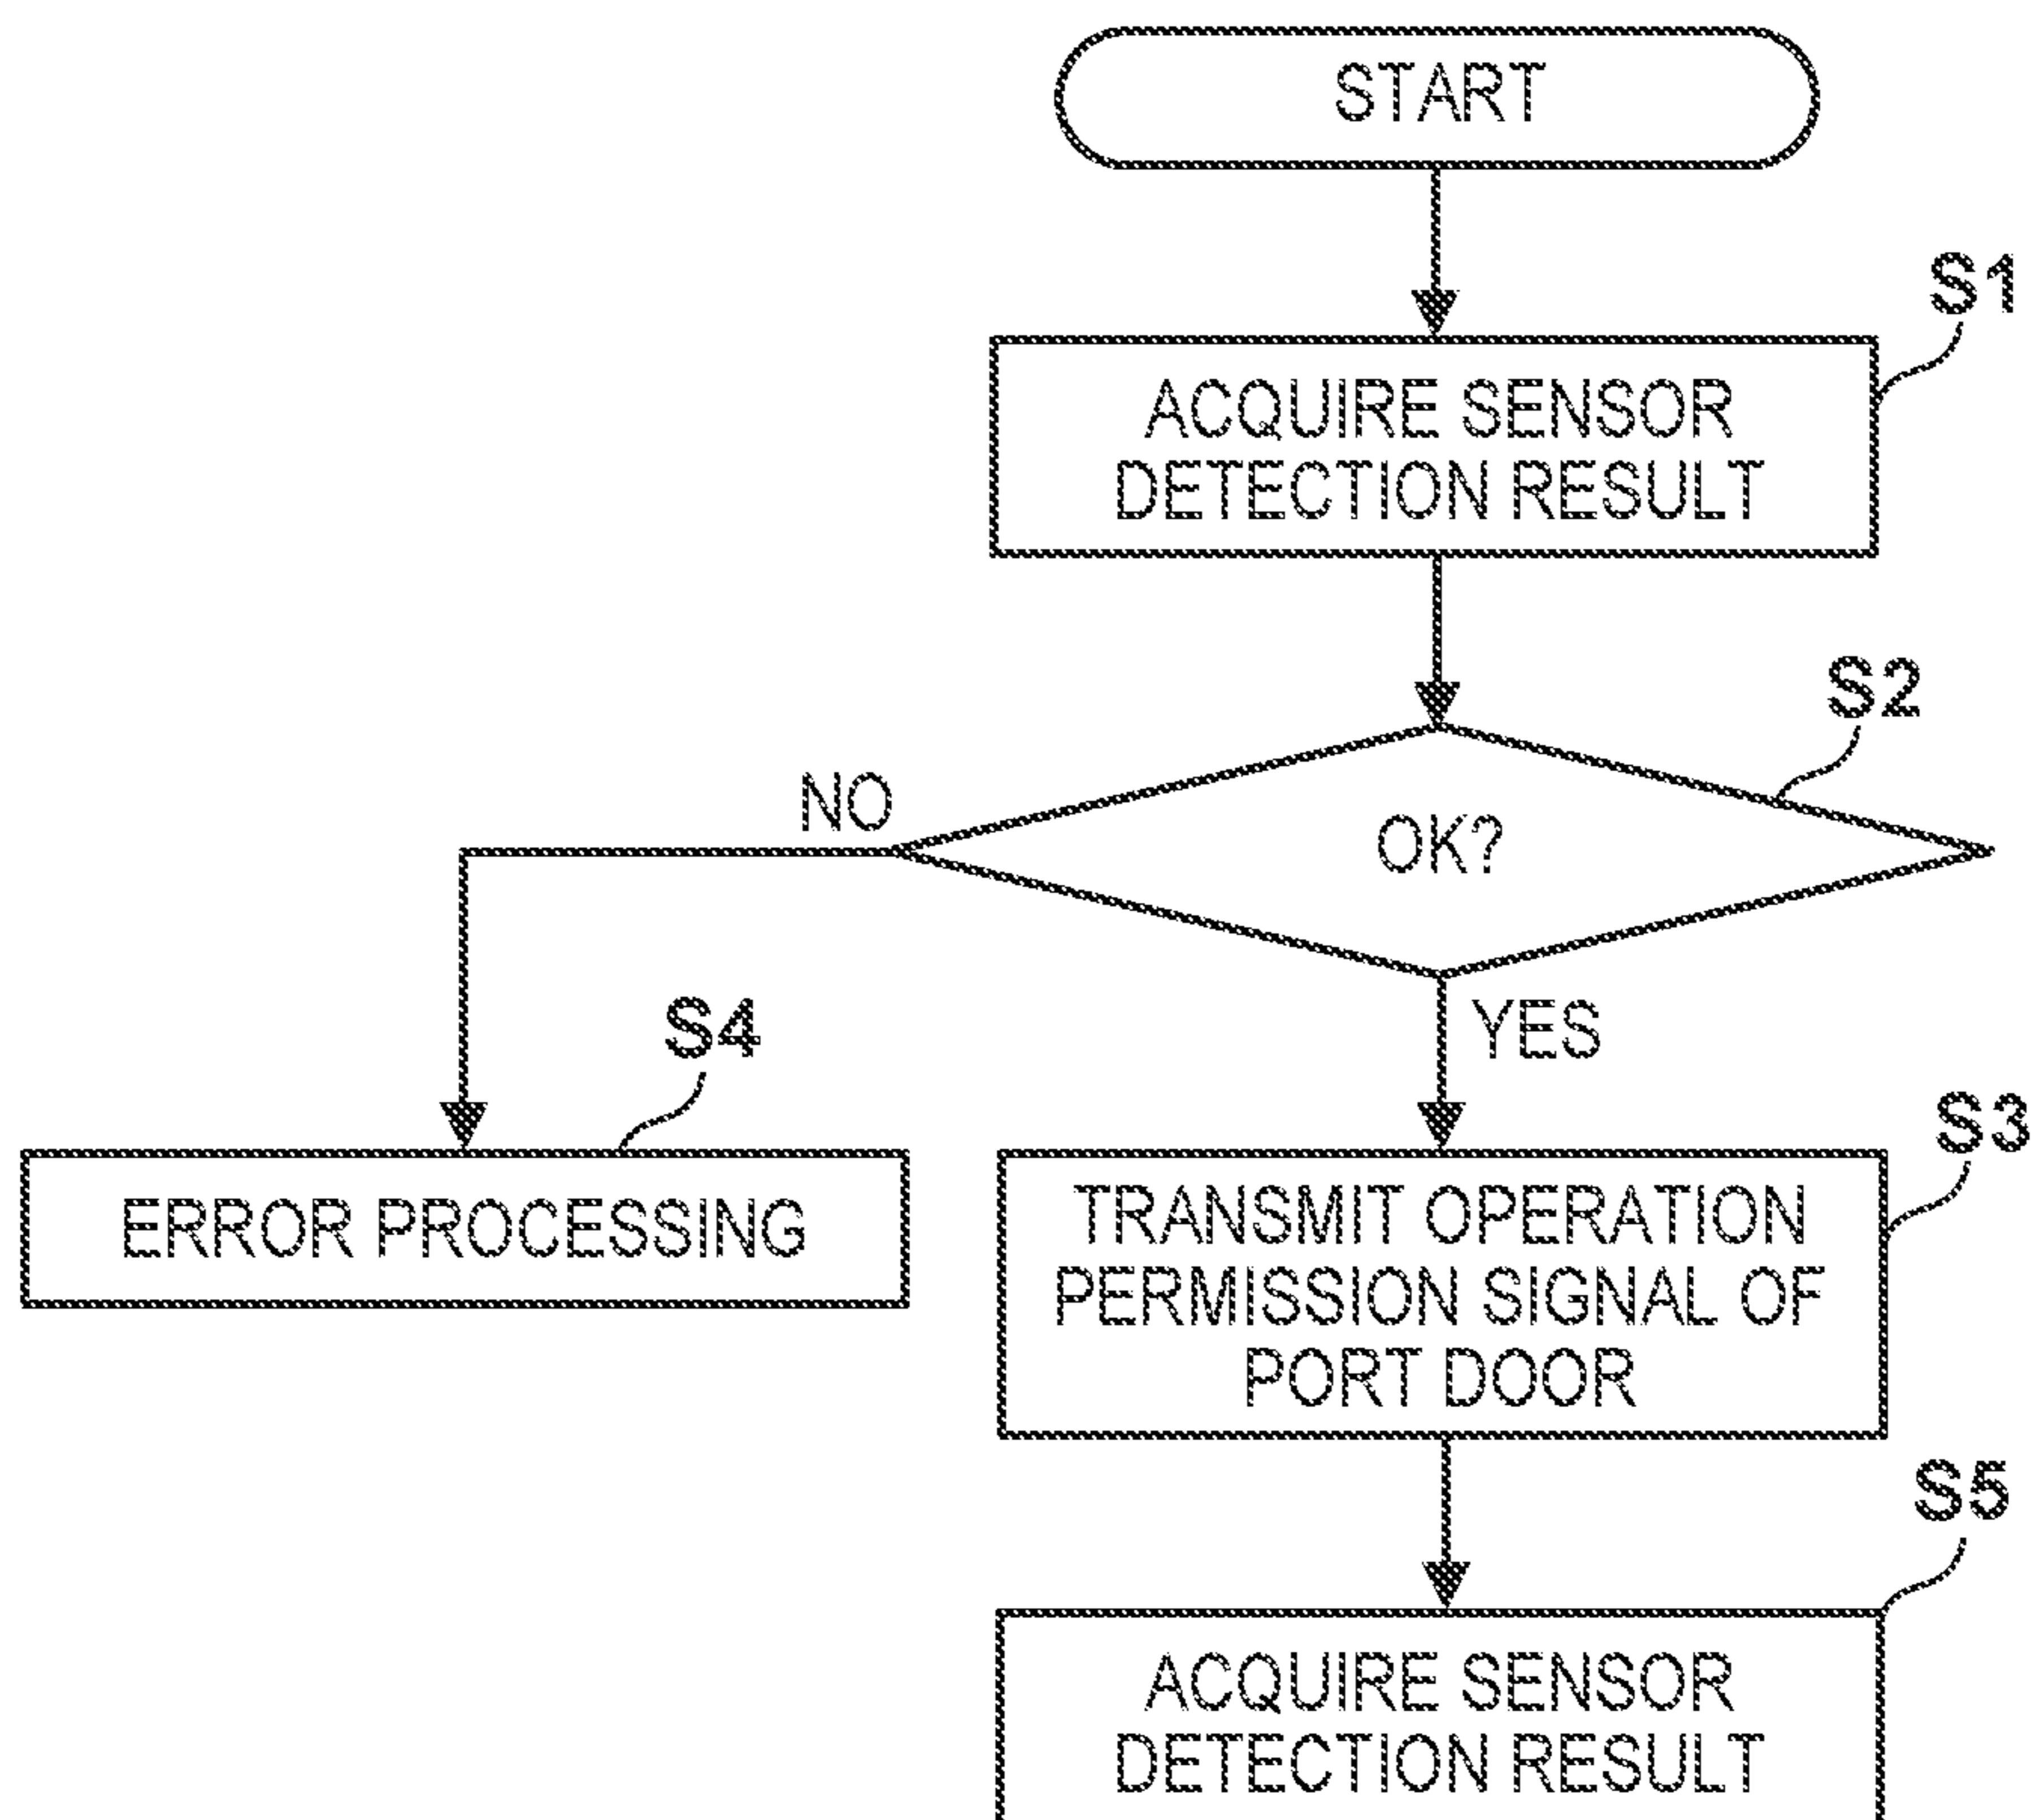 START
S1
ACQUIRE SENSOR
DETECTION RESULT
S2
NO
OK?
YES
S4
ERROR PROCESSING
S3
TRANSMIT OPERATION
PERMISSION SIGNAL OF
PORT DOOR
S5
ACQUIRE SENSOR
DETECTION RESULT